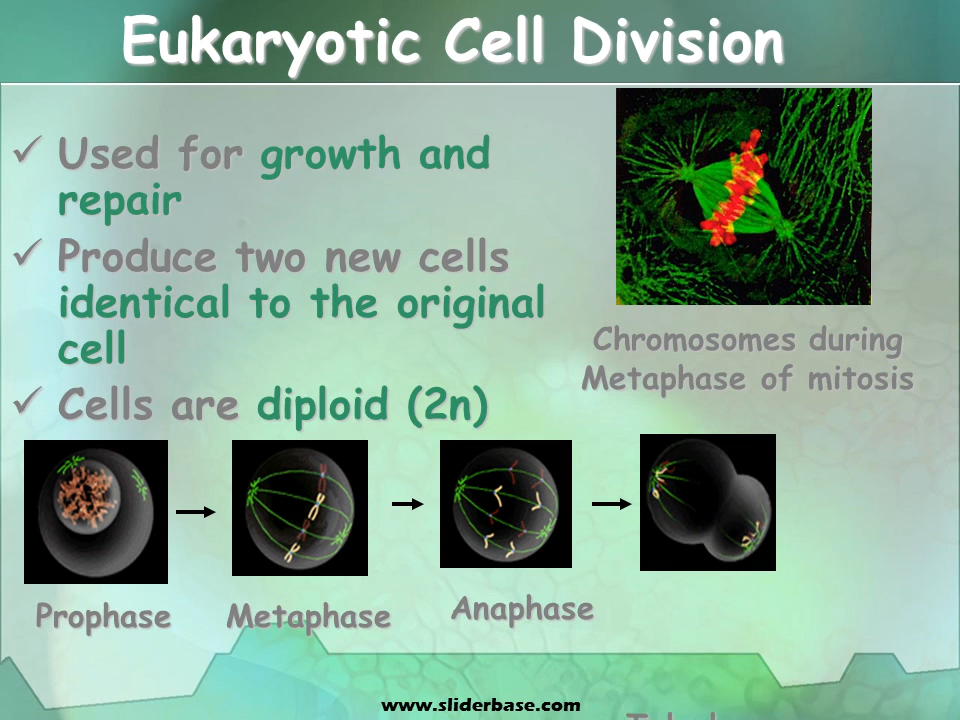 Eukaryotic Cell Division
✓ Used for growth and
repair
✓ Produce two new cells
identical to the original
cell
✓ Cells are diploid (2n)
Chromosomes during
Metaphase of mitosis
Prophase
Metaphase
Anaphase
www.sliderbase.com